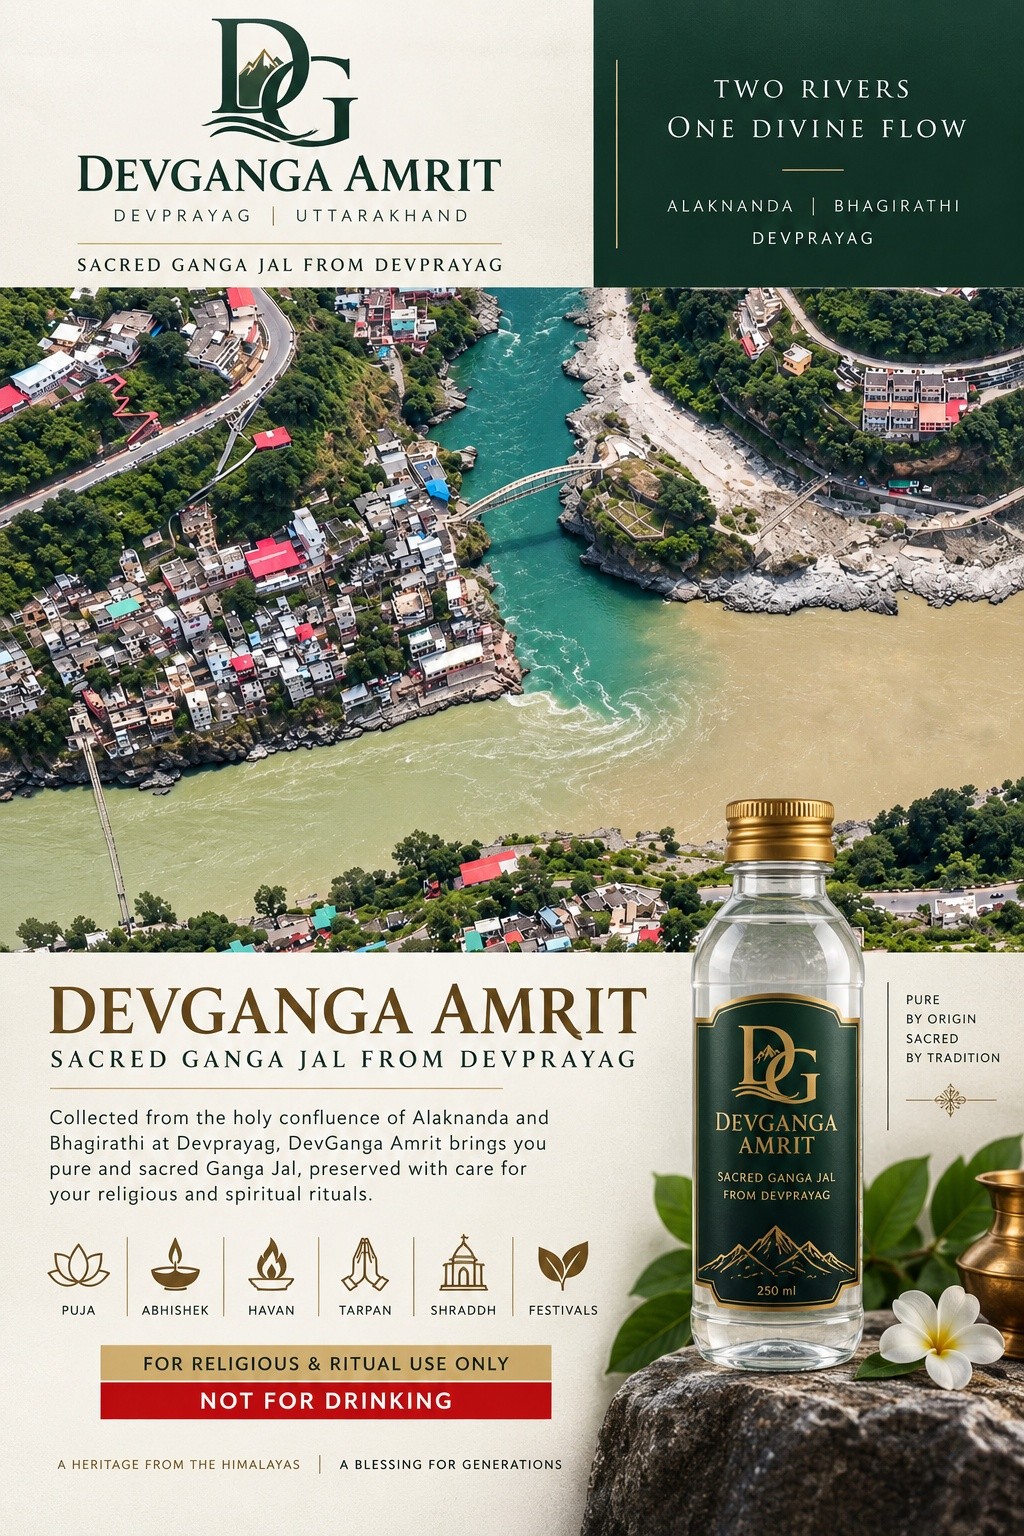 DG
DEVGANGA AMRIT
DEVPRAYAG | UTTARAKHAND
SACRED GANGA JAL FROM DEVPRAYAG
TWO RIVERS
ONE DIVINE FLOW
ALAKNANDA | BHAGIRATHI
DEVPRAYAG
DEVGANGA AMRIT
SACRED GANGA JAL FROM DEVPRAYAG
Collected from the holy confluence of Alaknanda and
Bhagirathi at Devprayag, DevGanga Amrit brings you
pure and sacred Ganga Jal, preserved with care for
your religious and spiritual rituals.
PUJA
ABHISHEK
HAVAN
TARPAN
SHRADDH
FESTIVALS
FOR RELIGIOUS & RITUAL USE ONLY
NOT FOR DRINKING
A HERITAGE FROM THE HIMALAYAS | A BLESSING FOR GENERATIONS
DG
DEVGANGA
AMRIT
SACRED GANGA JAL
FROM DEVPRAYAG
250 ml
PURE
BY ORIGIN
SACRED
BY TRADITION